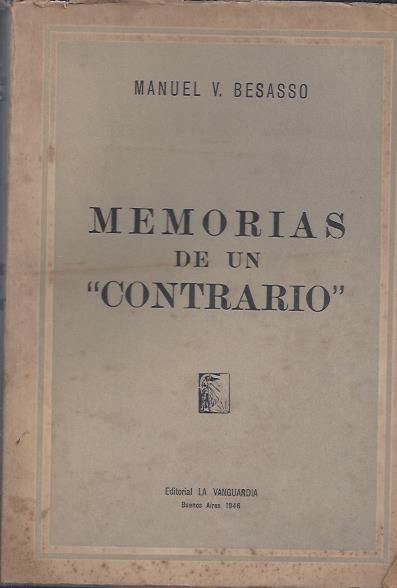 MANUEL V. BESASSO
MEMORIAS
DE UN
“CONTRARIO”
Editorial LA VANGUARDIA
Buenos Aires 1946